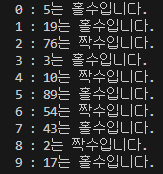 0 : 5는 홀수입니다.
1 : 19는 홀수입니다.
2 : 76는 짝수입니다.
3 : 3는 홀수입니다.
4 : 10는 짝수입니다.
5 : 89는 홀수입니다.
6 : 54는 짝수입니다.
7 : 43는 홀수입니다.
8 : 2는 짝수입니다.
9 : 17는 홀수입니다.